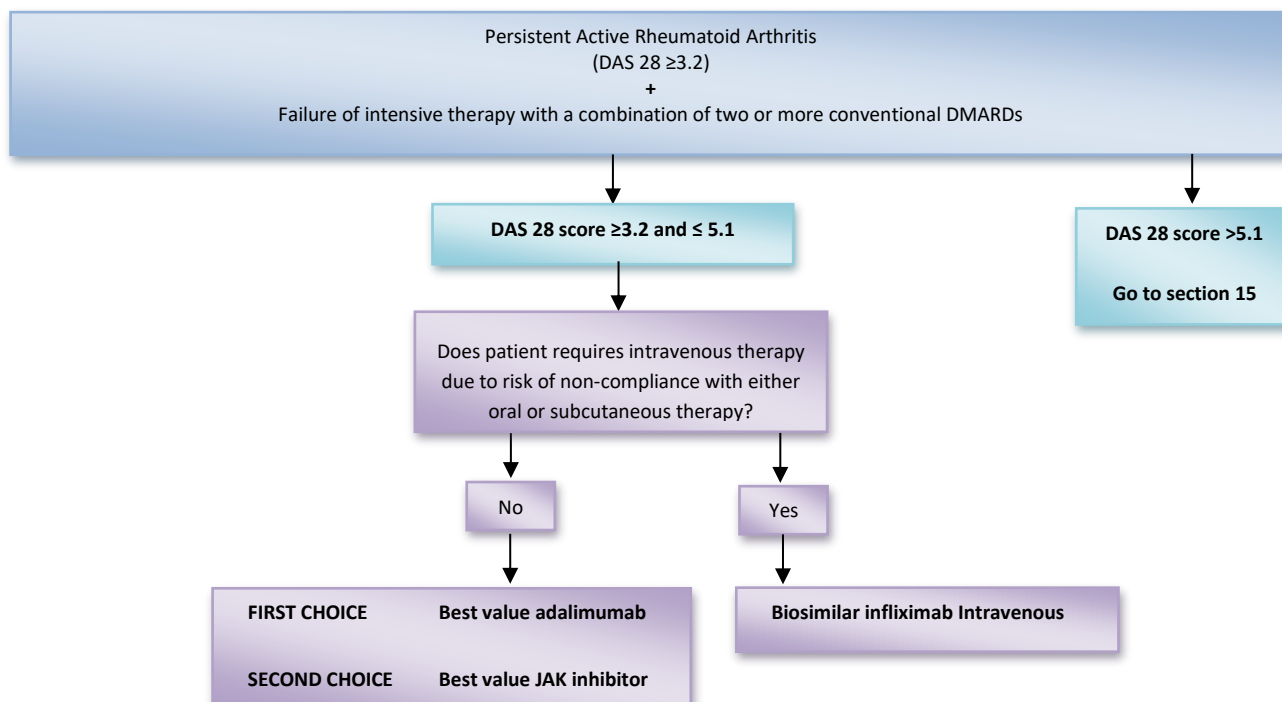 Persistent Active Rheumatoid Arthritis
(DAS 28 ≥3.2)
+
Failure of intensive therapy with a combination of two or more conventional DMARDs
DAS 28 score ≥3.2 and ≤ 5.1
DAS 28 score >5.1
Go to section 15
Does patient requires intravenous therapy
due to risk of non-compliance with either
oral or subcutaneous therapy?
No
Yes
FIRST CHOICE Best value adalimumab
SECOND CHOICE Best value JAK inhibitor
Biosimilar infliximab Intravenous